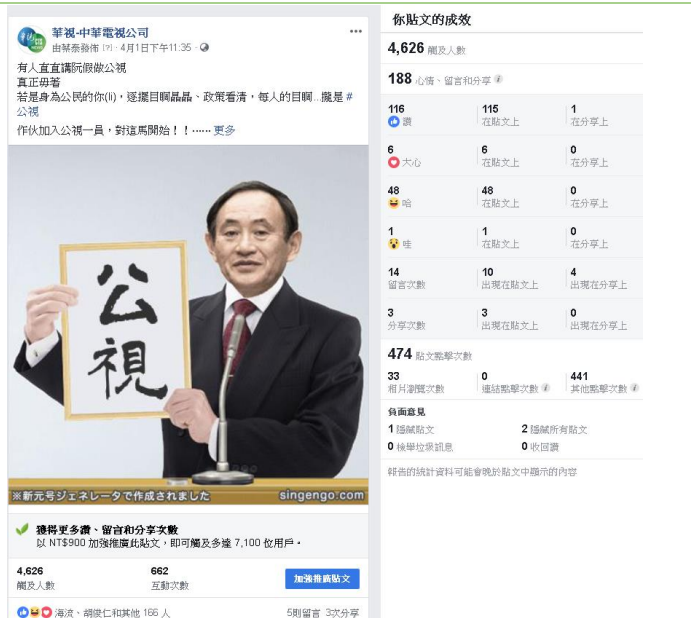 華視-中華電視公司
由蔡泰發佈 [?]·4月1日下午11:35·
有人直直講阮假做公視
真正毋著
若是身為公民的你(lí),逐擺目睭晶晶、政策看清,每人的目睭...攏是 #
公視
作伙加入公視一員,對這馬開始!!...... 更多
公視
※新元号ジェネレータで作成されました
singengo.com
獲得更多讚、留言和分享次數
以 NT$900 加強推廣此貼文,即可觸及多達 7,100 位用戶。
4,626 662
觸及人數 互動次數
加強推廣貼文
海流、胡俊仁和其他 166 人 5則留言 3次分享
你貼文的成效
4,626 觸及人數
188 心情、留言和分享
116 115 1
讚 在貼文上 在分享上
6 6 0
大心 在貼文上 在分享上
48 48 0
哈 在貼文上 在分享上
1 1 0
哇 在貼文上 在分享上
14 10 4
留言次數 出現在貼文上 出現在分享上
3 3 0
分享次數 出現在貼文上 出現在分享上
474 貼文點擊次數
33 0 441
相片瀏覽次數 連結點擊次數 其他點擊次數
負面意見
1 隱藏貼文 2 隱藏所有貼文
0 檢舉垃圾訊息 0 收回讚
報告的統計資料可能會晚於貼文中顯示的內容